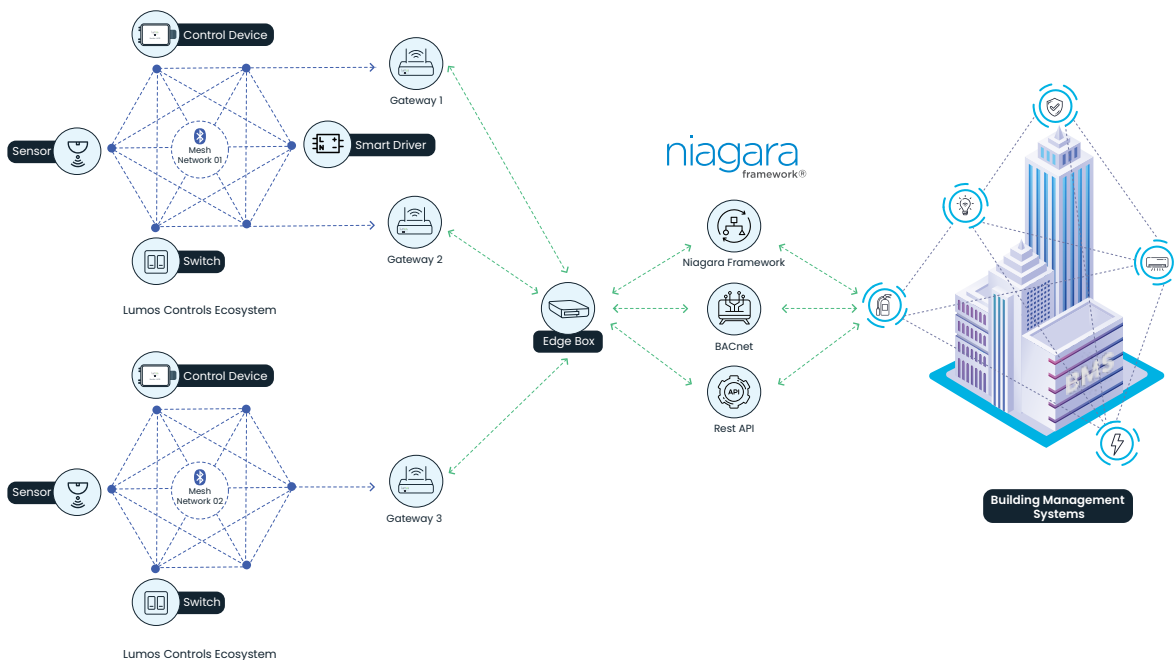 Control Device
Gateway 1
Sensor
Mesh
Network 01
L
N
Smart Driver
niagara
framework®
Switch
Gateway 2
Niagara Framework
Lumos Controls Ecosystem
Edge Box
BACnet
BMS
Control Device
API
Rest API
Sensor
Mesh
Network 02
Gateway 3
Building Management
Systems
Switch
Lumos Controls Ecosystem